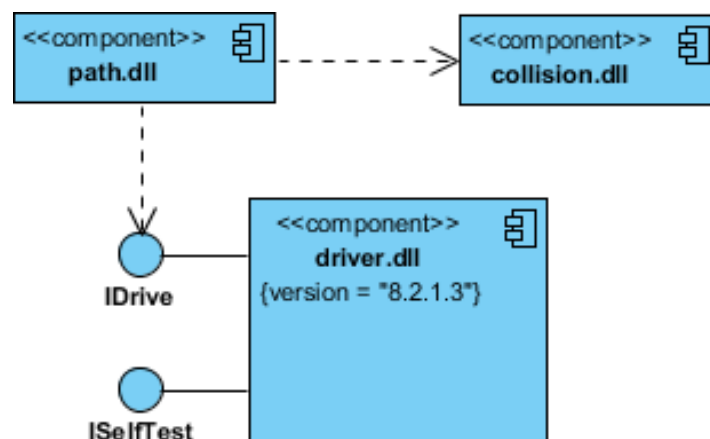 <<component>>
path.dll
<<component>>
collision.dll
<<component>>
driver.dll
{version = "8.2.1.3"}
IDrive
ISelfTest